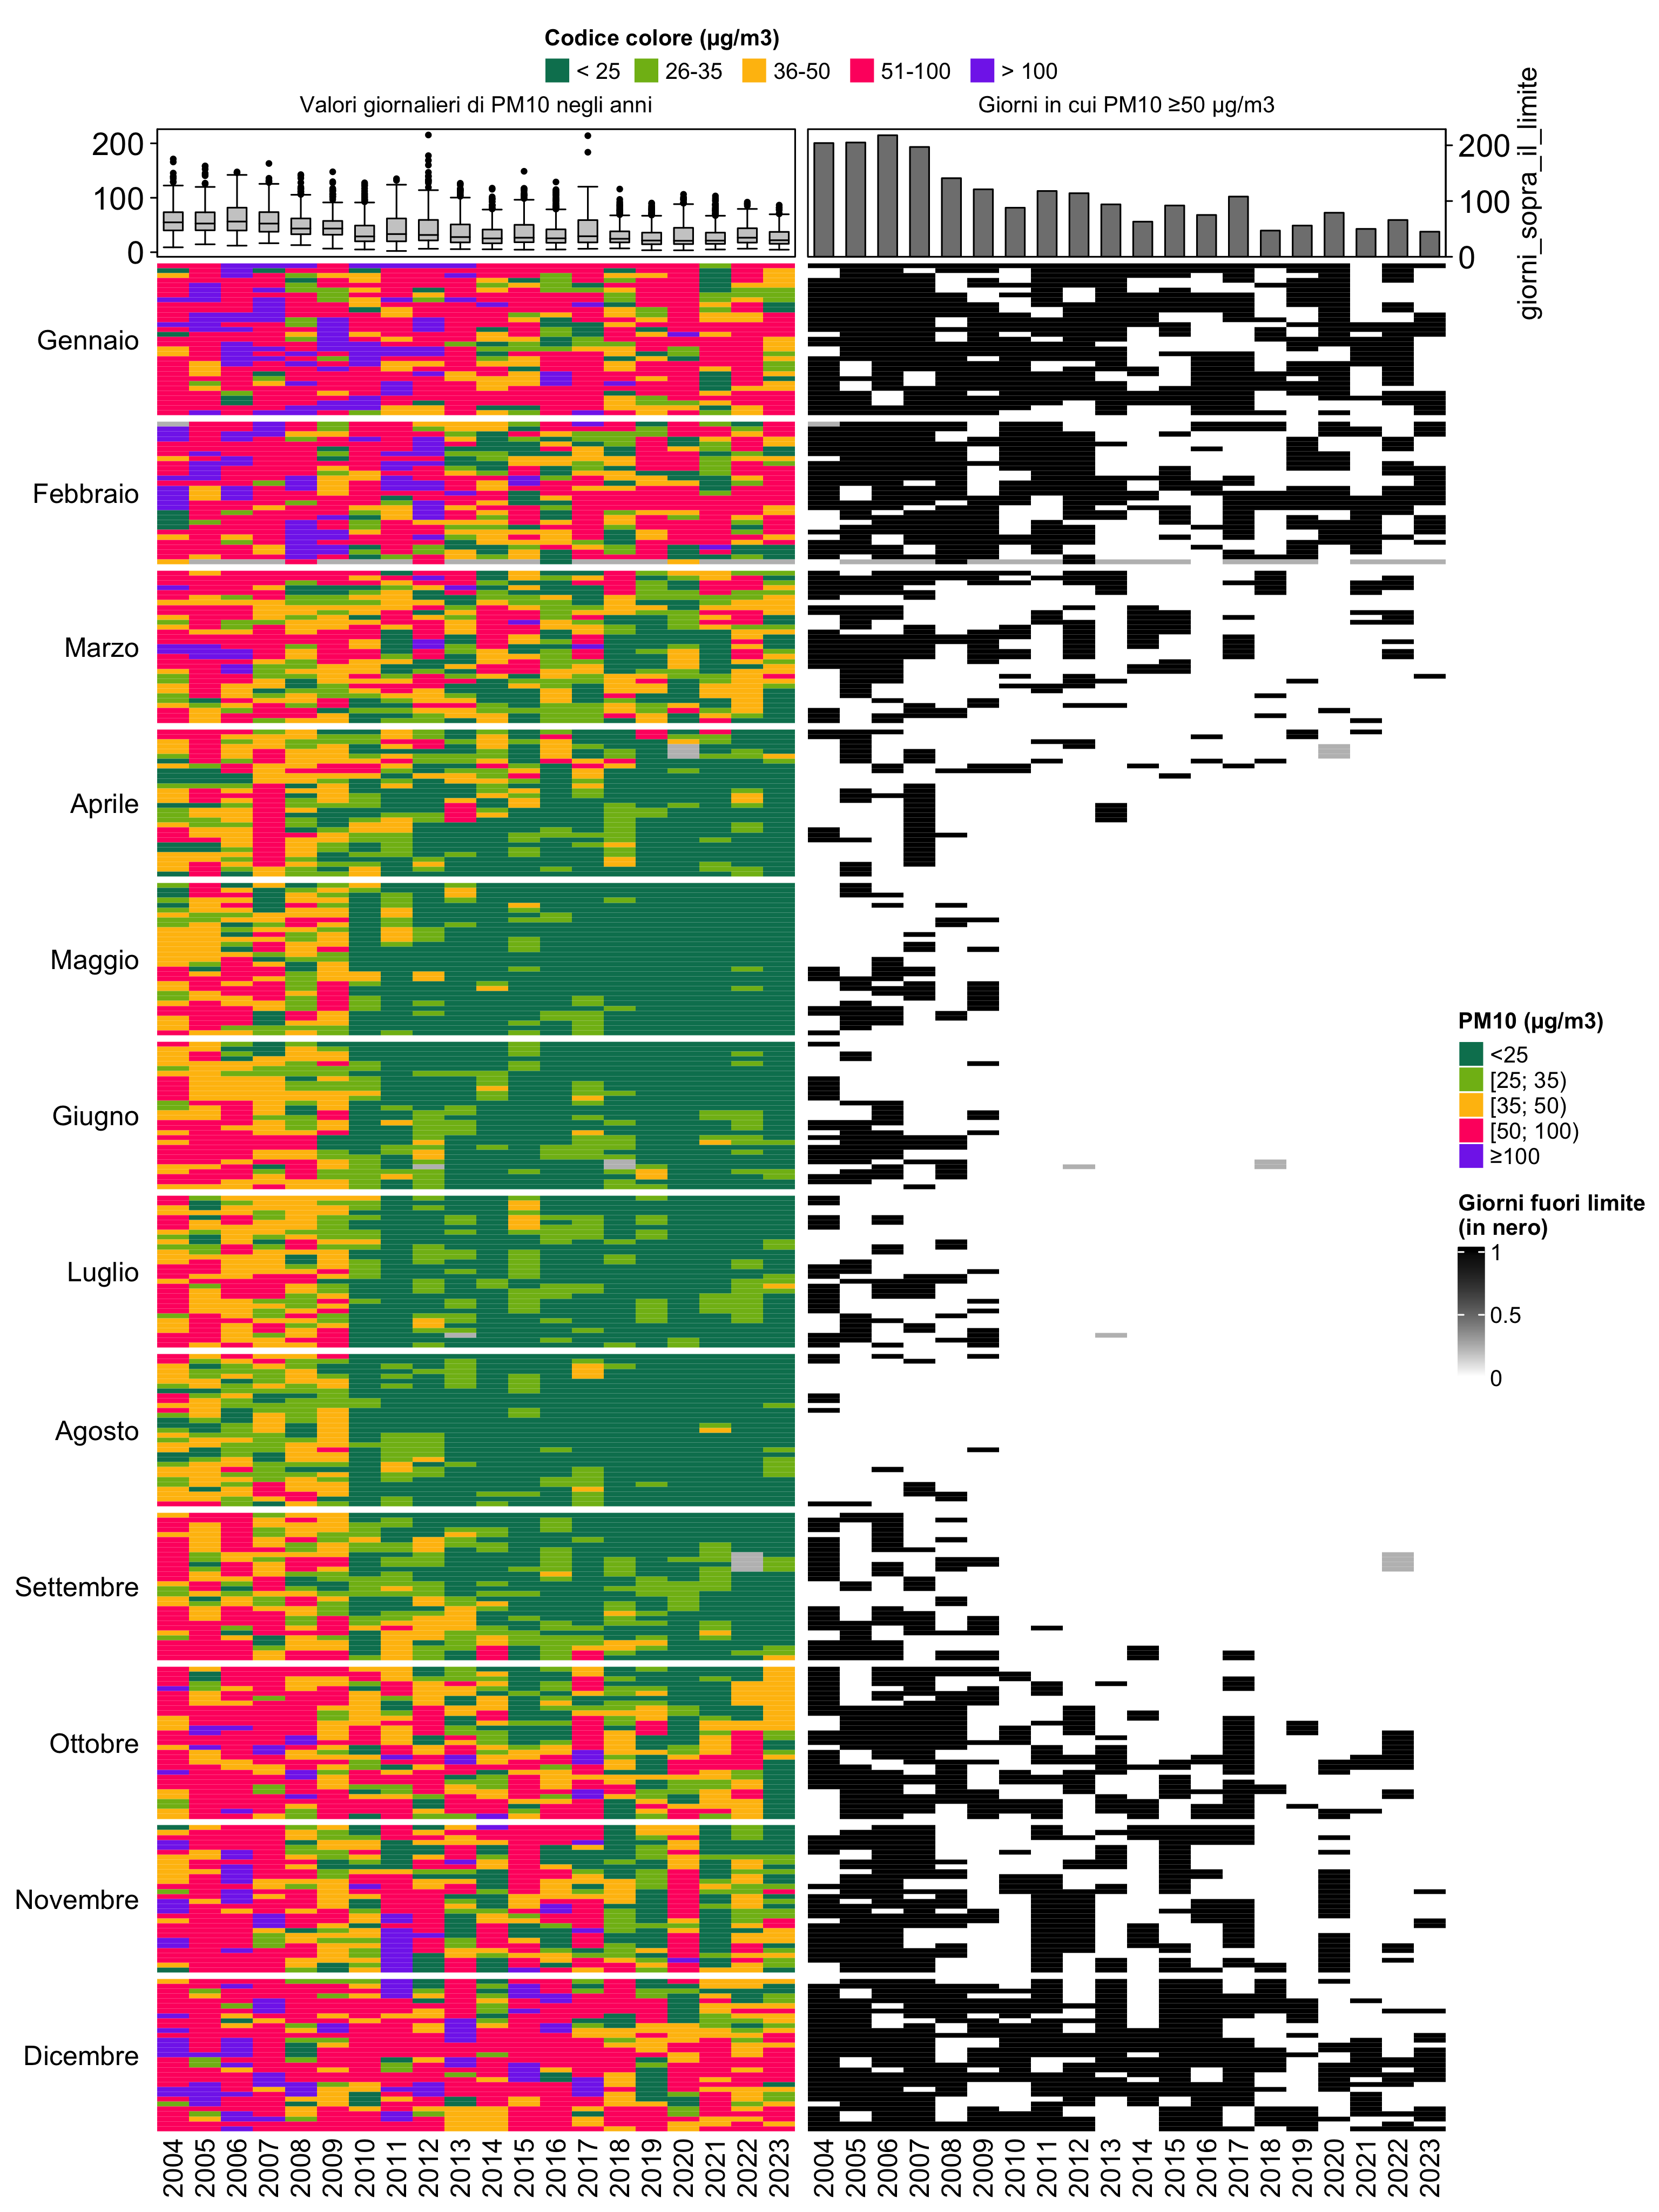 Codice colore (µg/m3)
< 25 26-35 36-50 51-100 > 100
Valori giornalieri di PM10 negli anni
Giorni in cui PM10 ≥50 µg/m3
200
100
0
200
100
0
giorni_sopra_il_limite
Gennaio
Febbraio
Marzo
Aprile
Maggio
Giugno
Luglio
Agosto
Settembre
Ottobre
Novembre
Dicembre
PM10 (µg/m3)
<25
[25; 35)
[35; 50)
[50; 100)
≥100
Giorni fuori limite
(in nero)
1
0.5
0
2004
2005
2006
2007
2008
2009
2010
2011
2012
2013
2014
2015
2016
2017
2018
2019
2020
2021
2022
2023
2004
2005
2006
2007
2008
2009
2010
2011
2012
2013
2014
2015
2016
2017
2018
2019
2020
2021
2022
2023